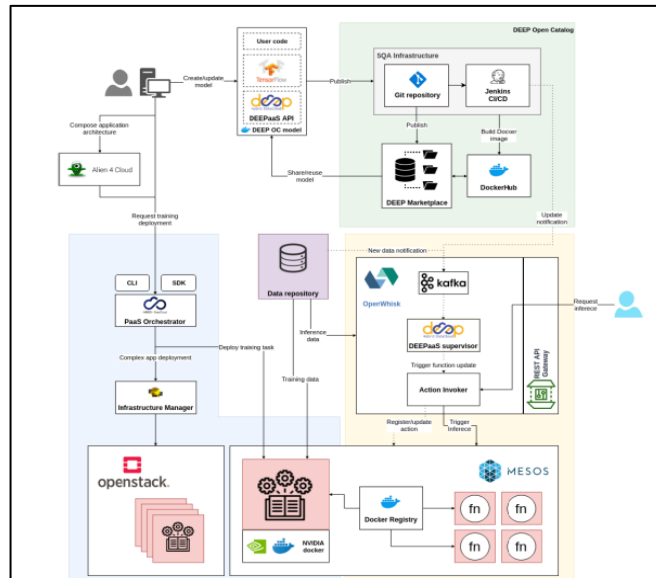 DEEP Open Catalog
User code
SQA Infrastructure
Create/update
model
TensorFlow
Publish
Git repository
Jenkins
CI/CD
deep
DEEPaaS API
DEEP OC model
Compose application
architecture
Publish
Build Docker
image
Alien 4 Cloud
Share/reuse
model
DEEP Marketplace
DockerHub
Request training
deployment
Update
notification
New data notification
CLI
SDK
Data repository
OpenWhisk
kafka
PaaS Orchestrator
Inference
data
deep
DEEPaaS supervisor
Request
inferece
REST API
Gateway
Complex app deployment
Deploy training task
Trigger function update
Training data
Action Invoker
Infrastructure Manager
Register/update
action
Trigger
Inferece
openstack.
MESOS
Docker Registry
fn
fn
fn
fn
NVIDIA
docker